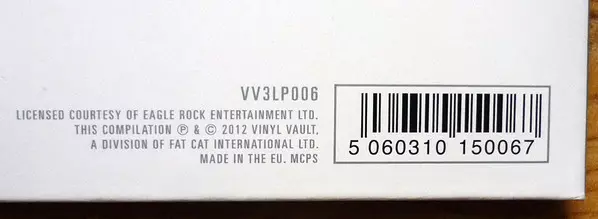 VV3LP006
LICENSED COURTESY OF EAGLE ROCK ENTERTAINMENT LTD.
THIS COMPILATION ℗ & © 2012 VINYL VAULT,
A DIVISION OF FAT CAT INTERNATIONAL LTD.
MADE IN THE EU. MCPS
5 060310 150067